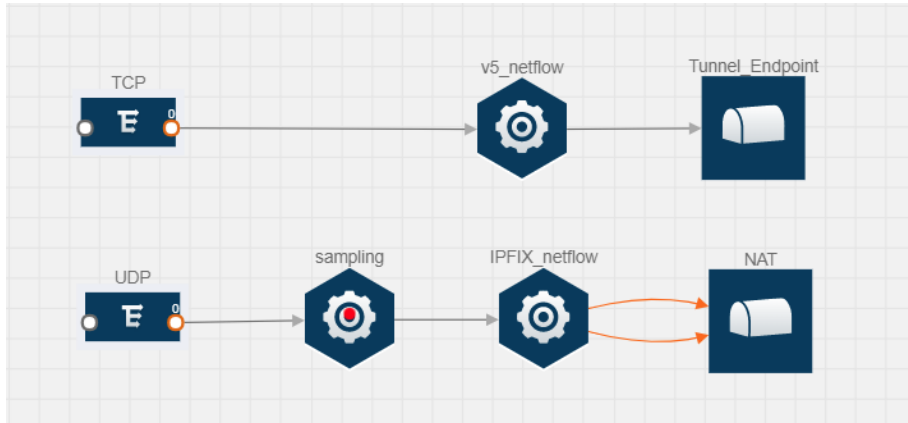 TCP
0
v5_netflow
Tunnel_Endpoint
UDP
0
sampling
IPFIX_netflow
NAT